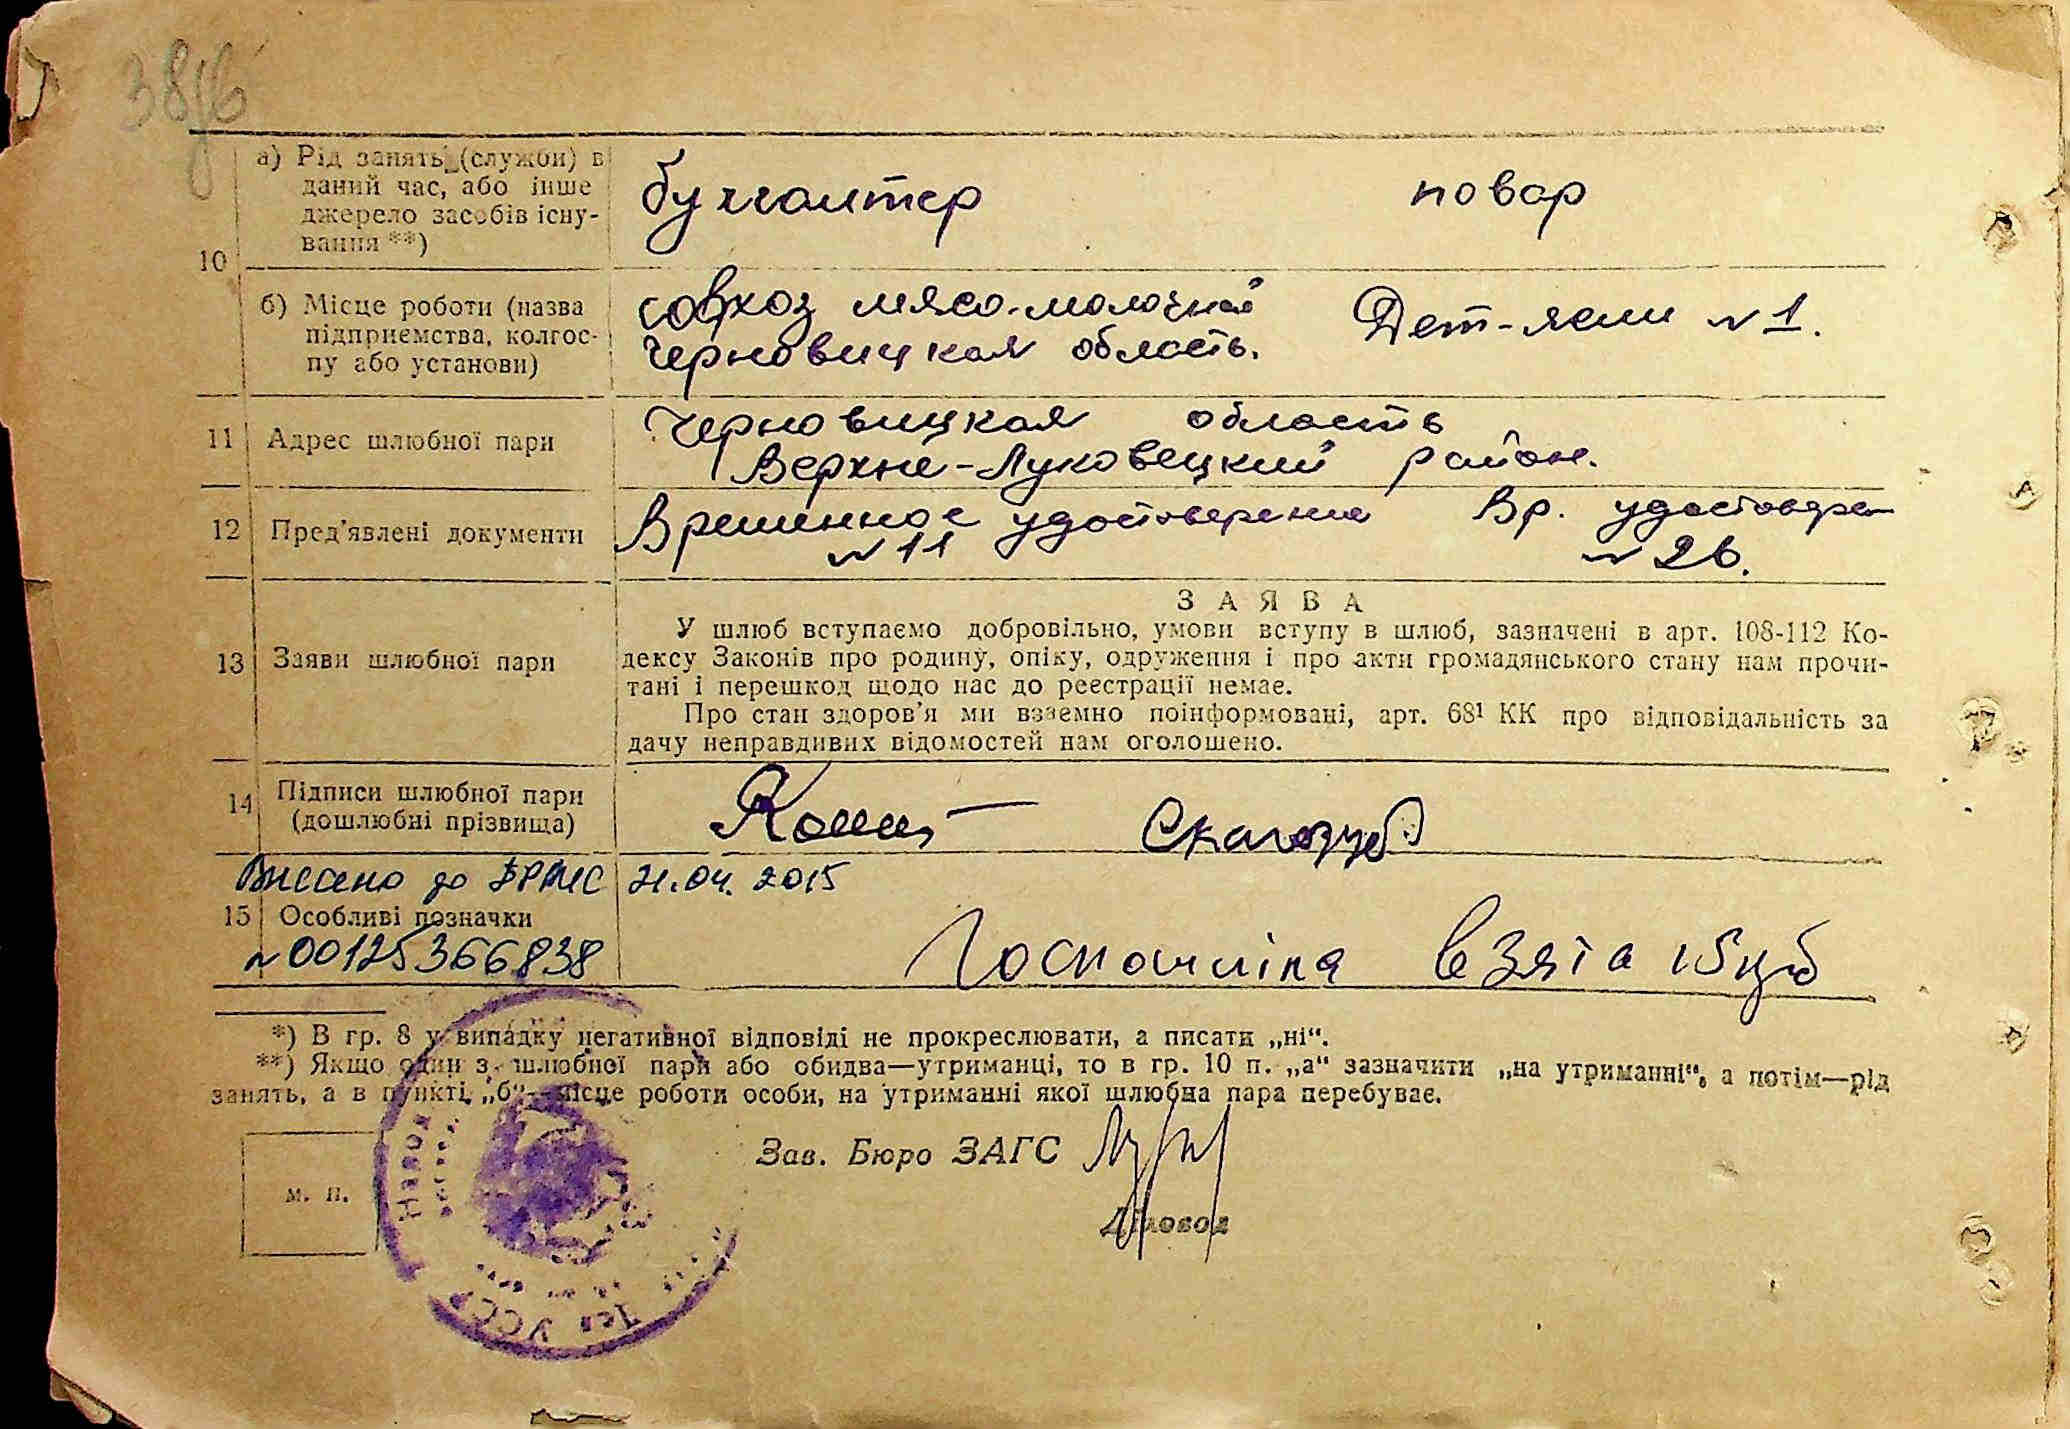 а) Рід занять (служби) в
даний час, або інше
джерело засобів існу-
вання **)
бухгалтер
повар
10
б) Місце роботи (назва
підприємства, колгос-
пу або установи)
совхоз мясо-молочный
Черновицкая область.
Дет-ясли №1.
11 Адрес шлюбної пари
Черновицкая область
Верхне-Луковецкий район.
12 Пред’явлені документи
Временное удостоверение
№11
Вр. удостоверен
№26.
13 Заяви шлюбної пари
ЗАЯВА
У шлюб вступаємо добровільно, умови вступу в шлюб, зазначені в арт. 108-112 Ко-
дексу Законів про родину, опіку, одруження і про акти громадянського стану нам прочи-
тані і перешкод щодо нас до реєстрації немає.
Про стан здоров’я ми взаємно поінформовані, арт. 68¹ КК про відповідальність за
дачу неправдивих відомостей нам оголошено.
14 Підписи шлюбної пари
(дошлюбні прізвища)
Внесено до ДРАЦС 21.04.2015
15 Особливі позначки
№00125366838
взята 15 руб
*) В гр. 8 у випадку негативної відповіді не прокреслювати, а писати „ні“.
**) Якщо один з шлюбної пари або обидва—утриманці, то в гр. 10 п. „а“ зазначити „на утриманні“, а потім—рід
занять, а в пункті „б“—місце роботи особи, на утриманні якої шлюбна пара перебуває.
Зав. Бюро ЗАГС
м. п.
Діловод
УССР